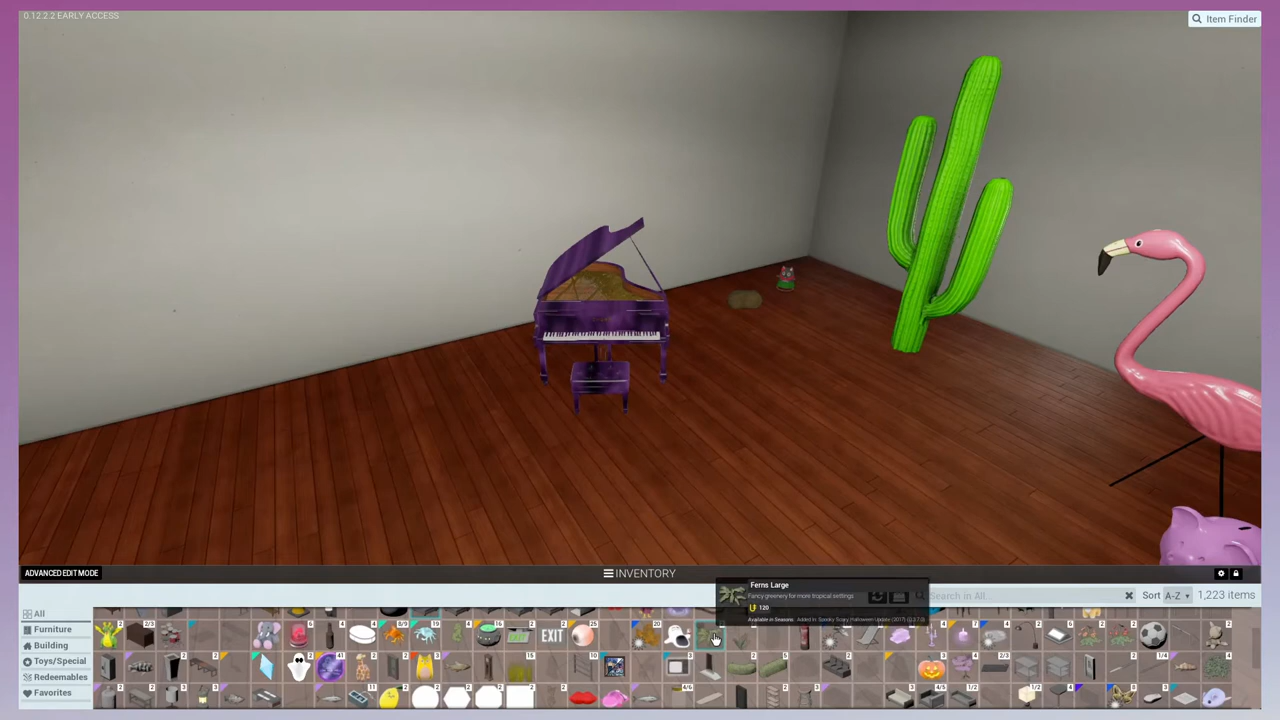 0.12.2.2 EARLY ACCESS
Item Finder
ADVANCED EDIT MODE
INVENTORY
Ferns Large
Fancy greenery for more tropical settings
120
Search in All.
Sort A-Z 1,223 items
All
Furniture
Building
Toys/Special
Redeemables
Favorites
EXIT